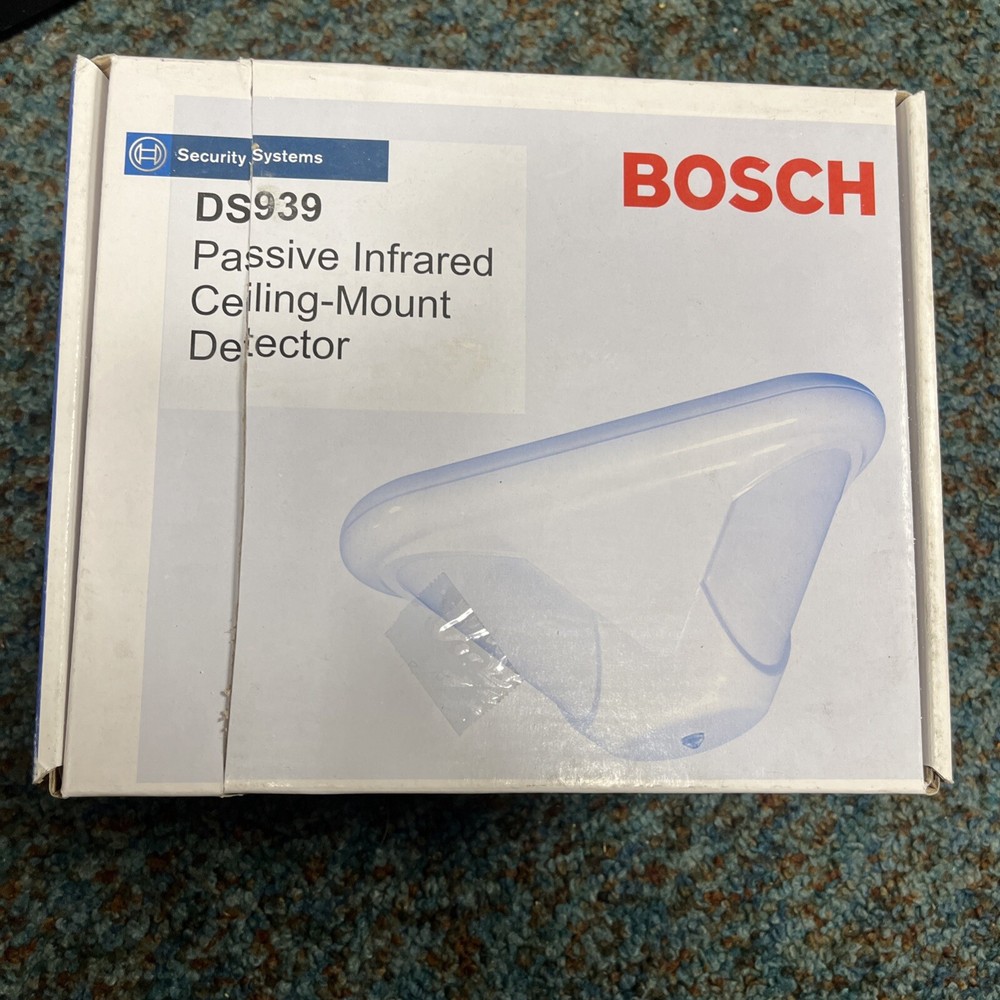 Security Systems
BOSCH
DS939
Passive Infrared
Ceiling-Mount
Detector